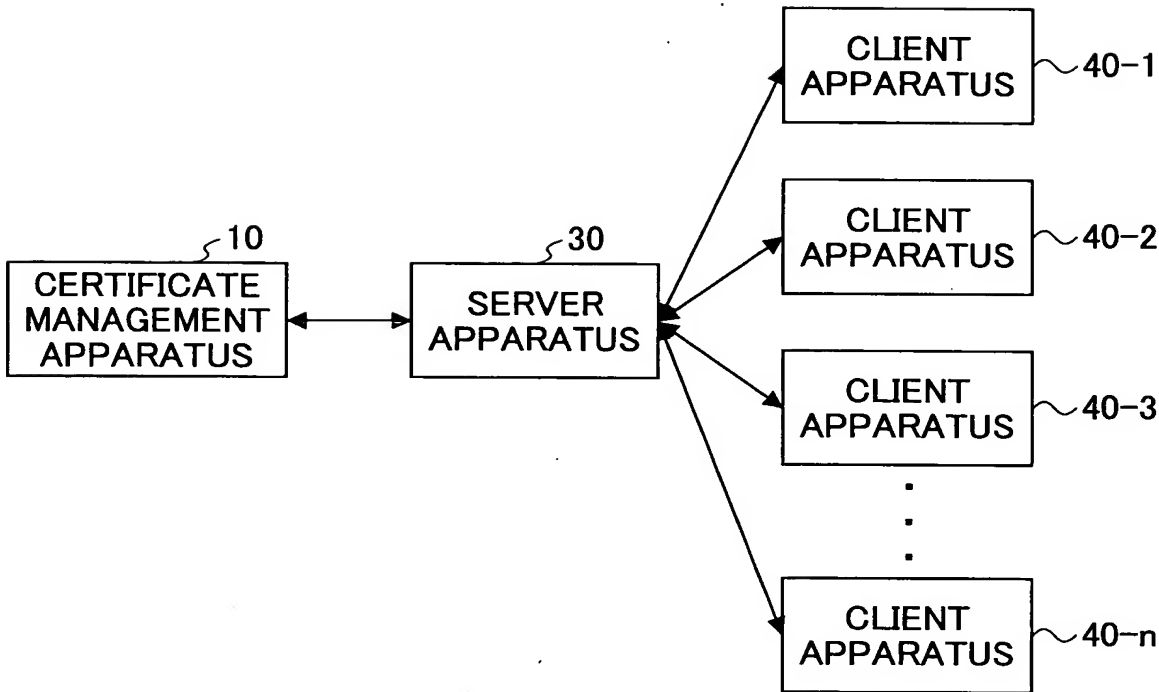 10
CERTIFICATE
MANAGEMENT
APPARATUS
30
SERVER
APPARATUS
CLIENT
APPARATUS
40-1
CLIENT
APPARATUS
40-2
CLIENT
APPARATUS
40-3
CLIENT
APPARATUS
40-n